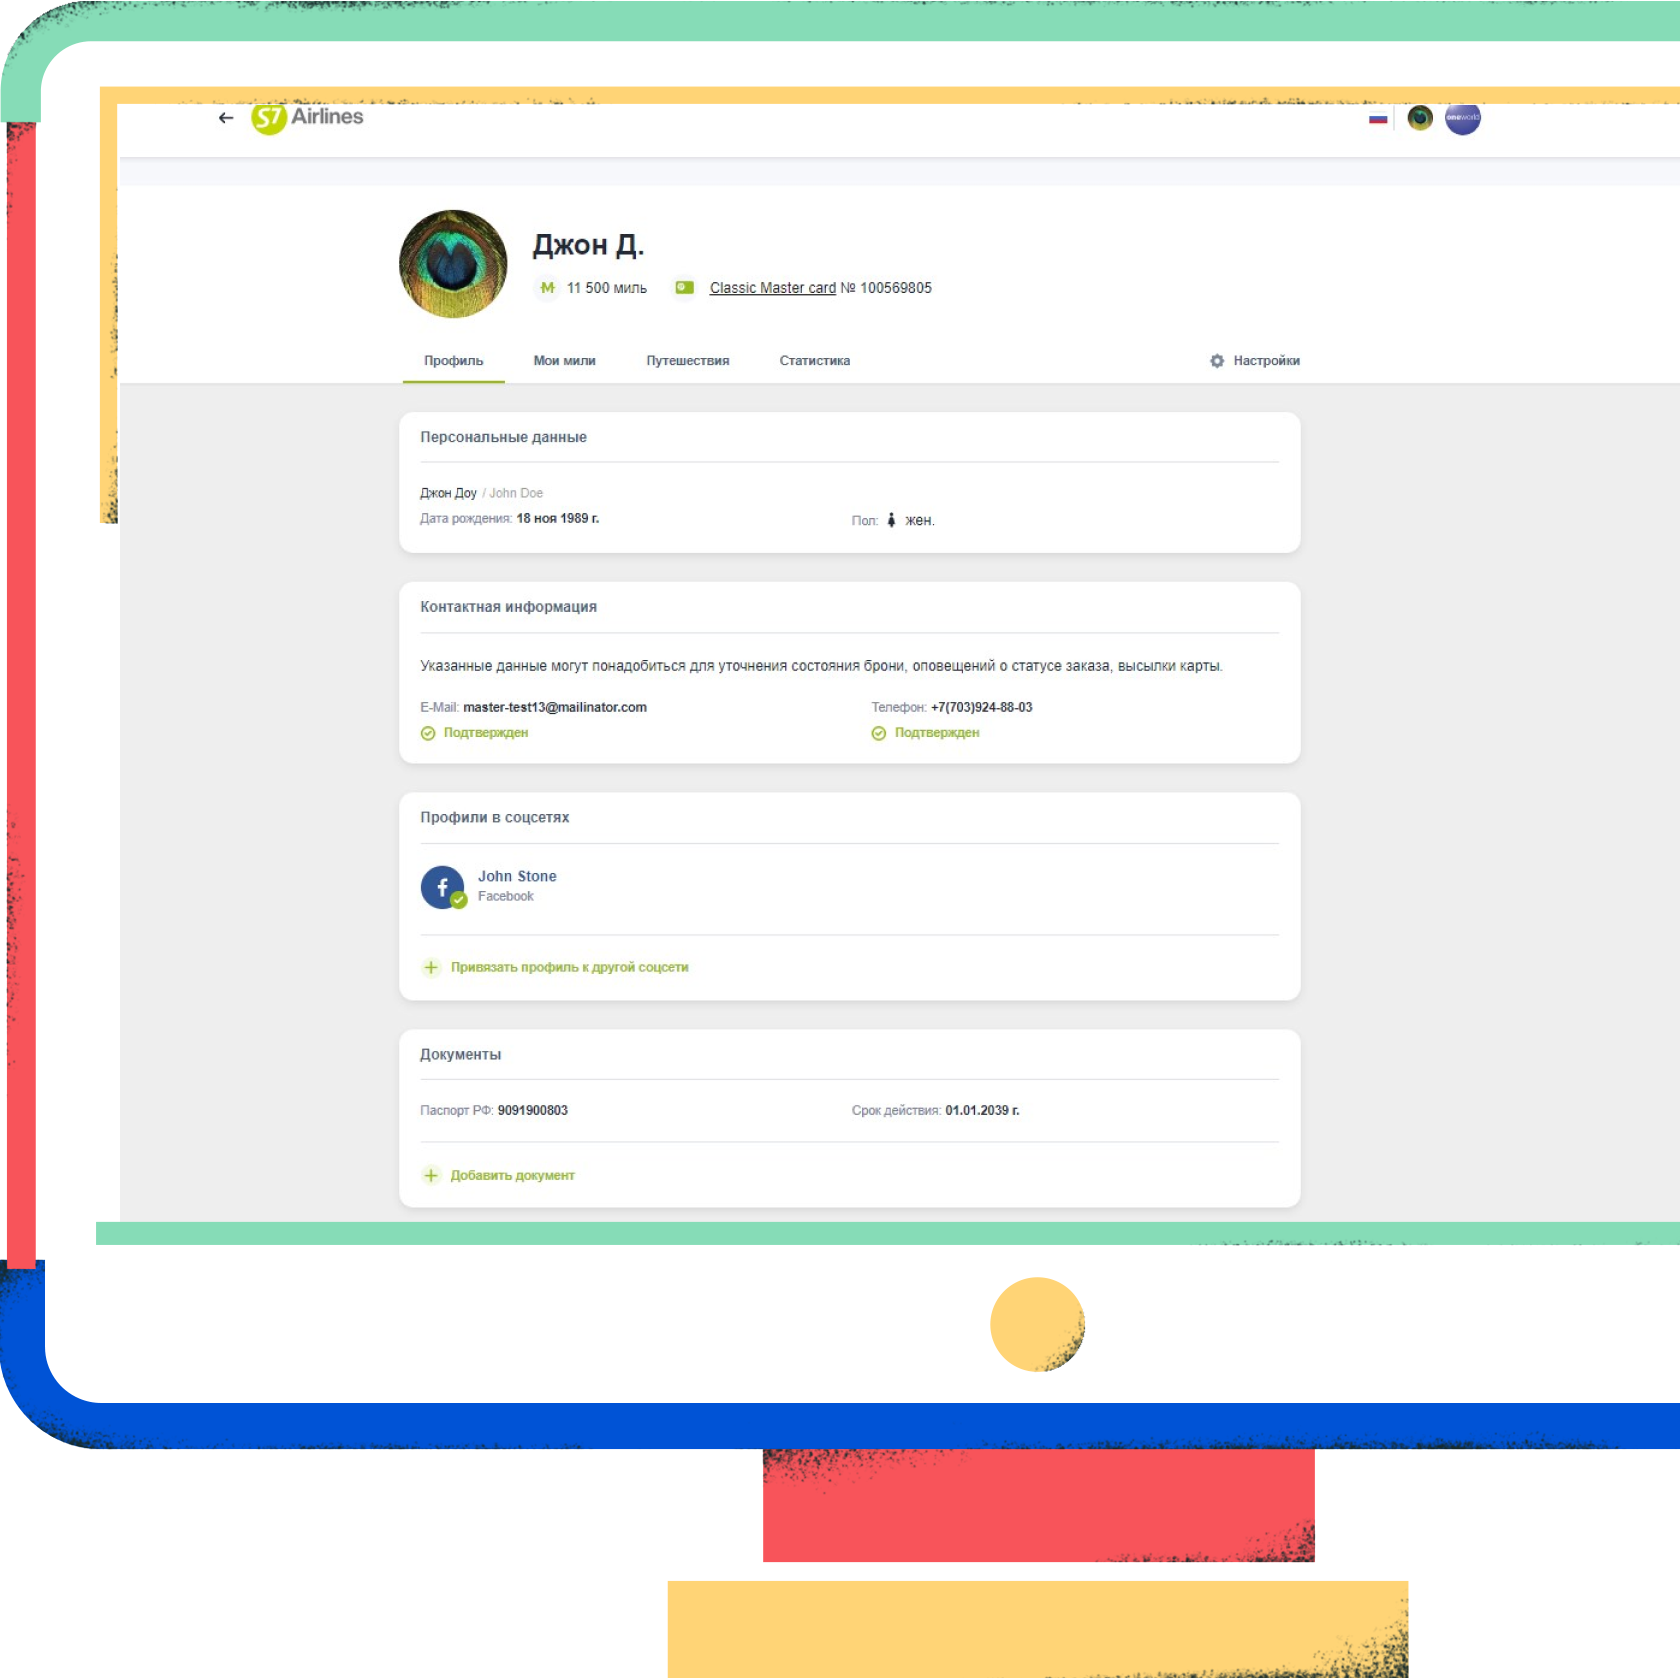 S7 Airlines
oneworld
Джон Д.
М 11 500 миль Classic Master card № 100569805
Профиль Мои мили Путешествия Статистика Настройки
Персональные данные
Джон Доу / John Doe
Дата рождения: 18 ноя 1989 г. Пол: жен.
Контактная информация
Указанные данные могут понадобиться для уточнения состояния брони, оповещений о статусе заказа, высылки карты.
E-Mail: master-test13@mailinator.com Телефон: +7(703)924-88-03
Подтвержден Подтвержден
Профили в соцсетях
John Stone
Facebook
Привязать профиль к другой соцсети
Документы
Паспорт РФ: 9091900803 Срок действия: 01.01.2039 г.
Добавить документ